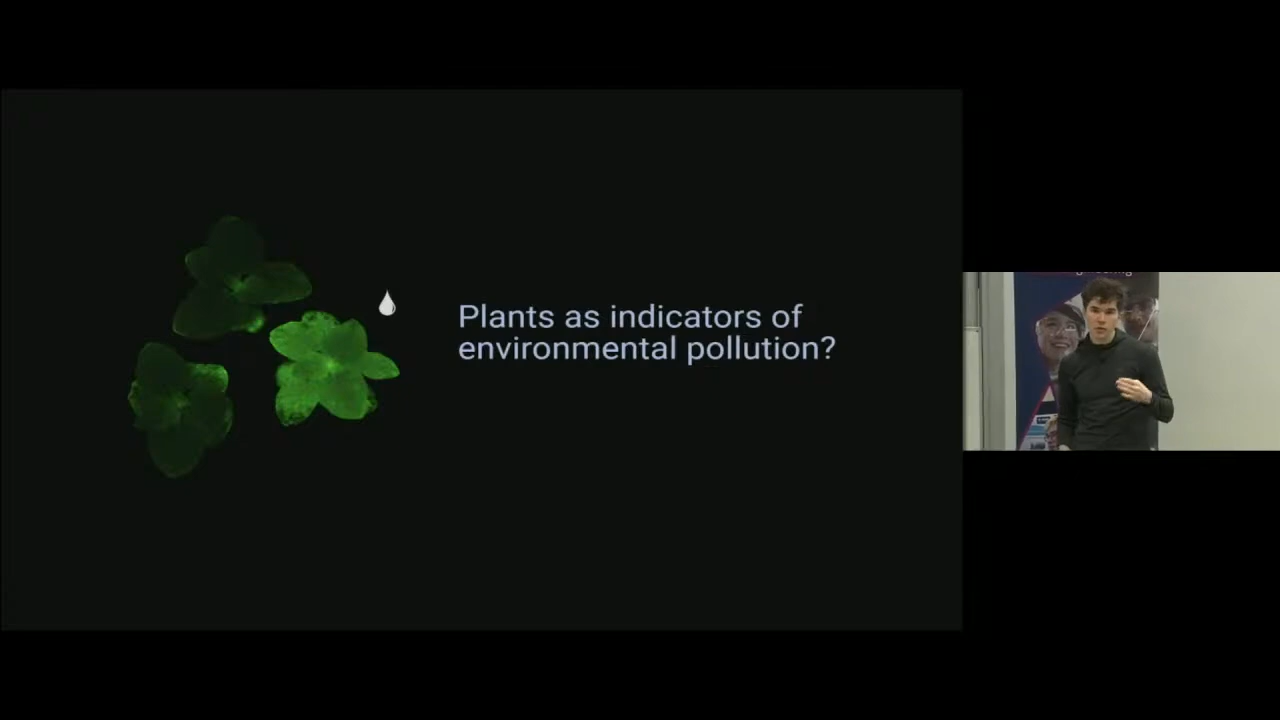 Plants as indicators of
environmental pollution?